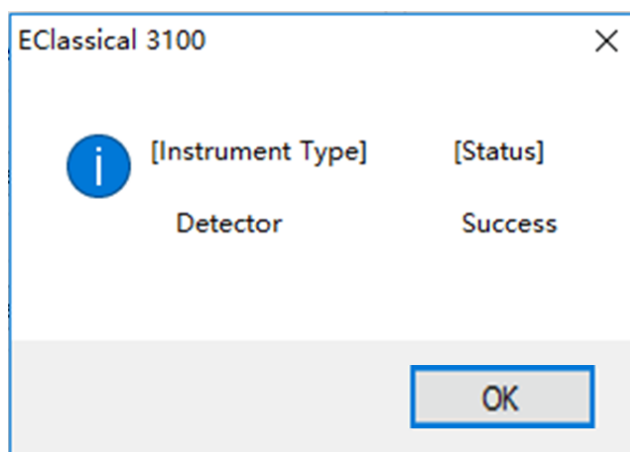 EClassical 3100
[Instrument Type] [Status]
Detector Success
OK